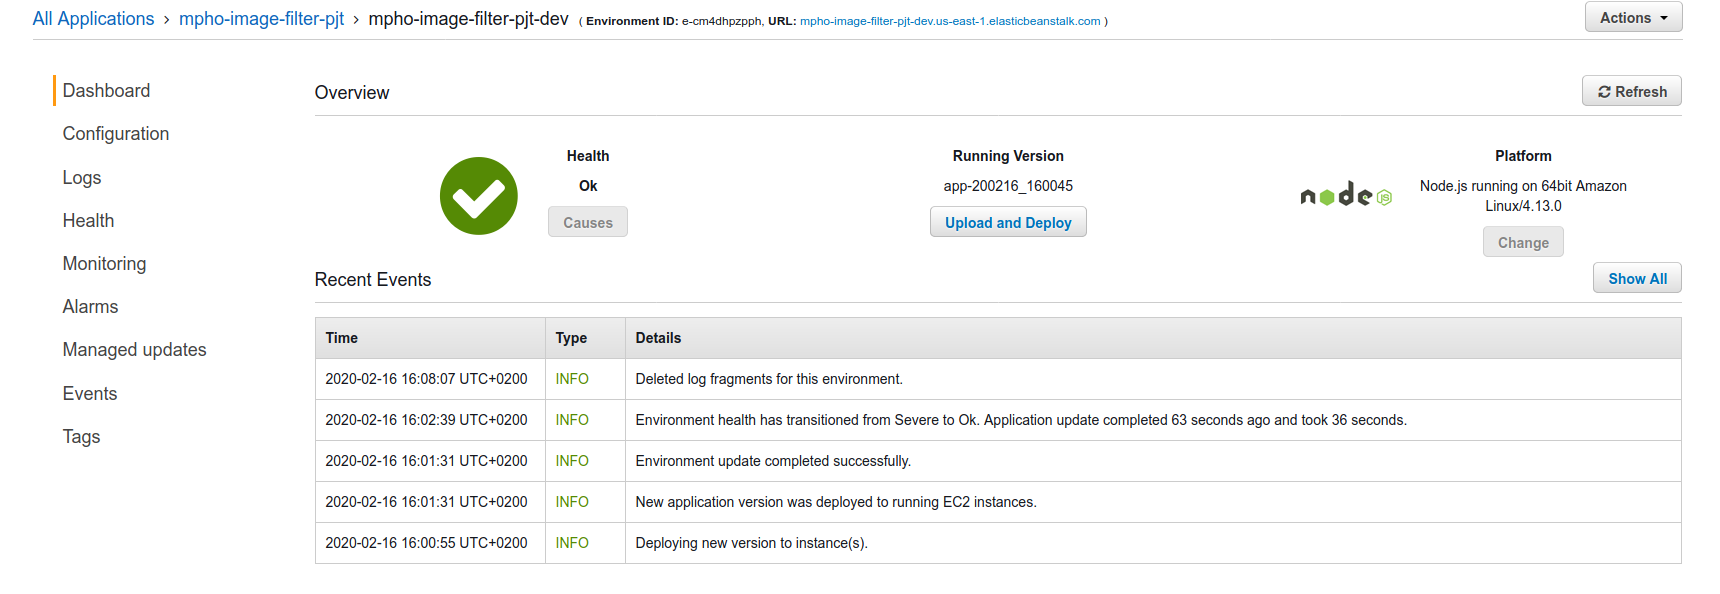 All Applications › mpho-image-filter-pjt › mpho-image-filter-pjt-dev ( Environment ID: e-cm4dhpzpph, URL: mpho-image-filter-pjt-dev.us-east-1.elasticbeanstalk.com )
Actions
Dashboard
Configuration
Logs
Health
Monitoring
Alarms
Managed updates
Events
Tags
Overview
Refresh
Health
Ok
Causes
Running Version
app-200216_160045
Upload and Deploy
node JS
Platform
Node.js running on 64bit Amazon
Linux/4.13.0
Change
Recent Events
Show All
Time Type Details
2020-02-16 16:08:07 UTC+0200 INFO Deleted log fragments for this environment.
2020-02-16 16:02:39 UTC+0200 INFO Environment health has transitioned from Severe to Ok. Application update completed 63 seconds ago and took 36 seconds.
2020-02-16 16:01:31 UTC+0200 INFO Environment update completed successfully.
2020-02-16 16:01:31 UTC+0200 INFO New application version was deployed to running EC2 instances.
2020-02-16 16:00:55 UTC+0200 INFO Deploying new version to instance(s).